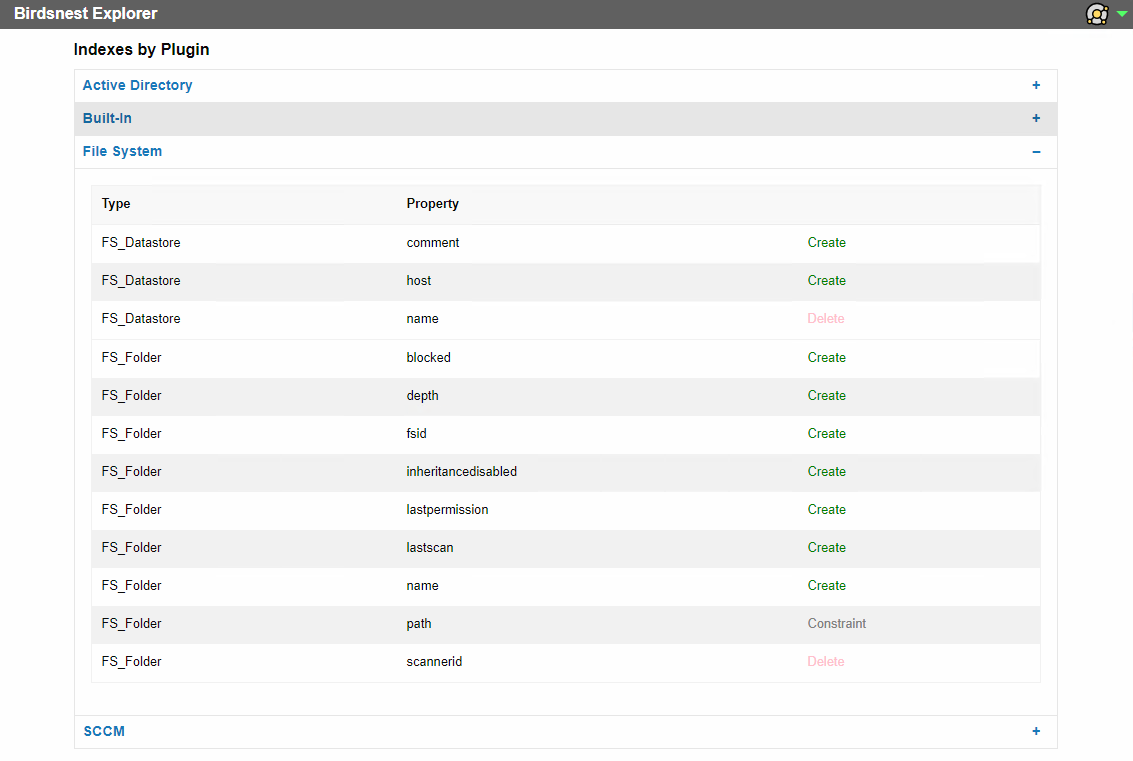 Birdsnest Explorer
Indexes by Plugin
Active Directory +
Built-In +
File System −
Type Property
FS_Datastore comment Create
FS_Datastore host Create
FS_Datastore name Delete
FS_Folder blocked Create
FS_Folder depth Create
FS_Folder fsid Create
FS_Folder inheritancedisabled Create
FS_Folder lastpermission Create
FS_Folder lastscan Create
FS_Folder name Create
FS_Folder path Constraint
FS_Folder scannerid Delete
SCCM +